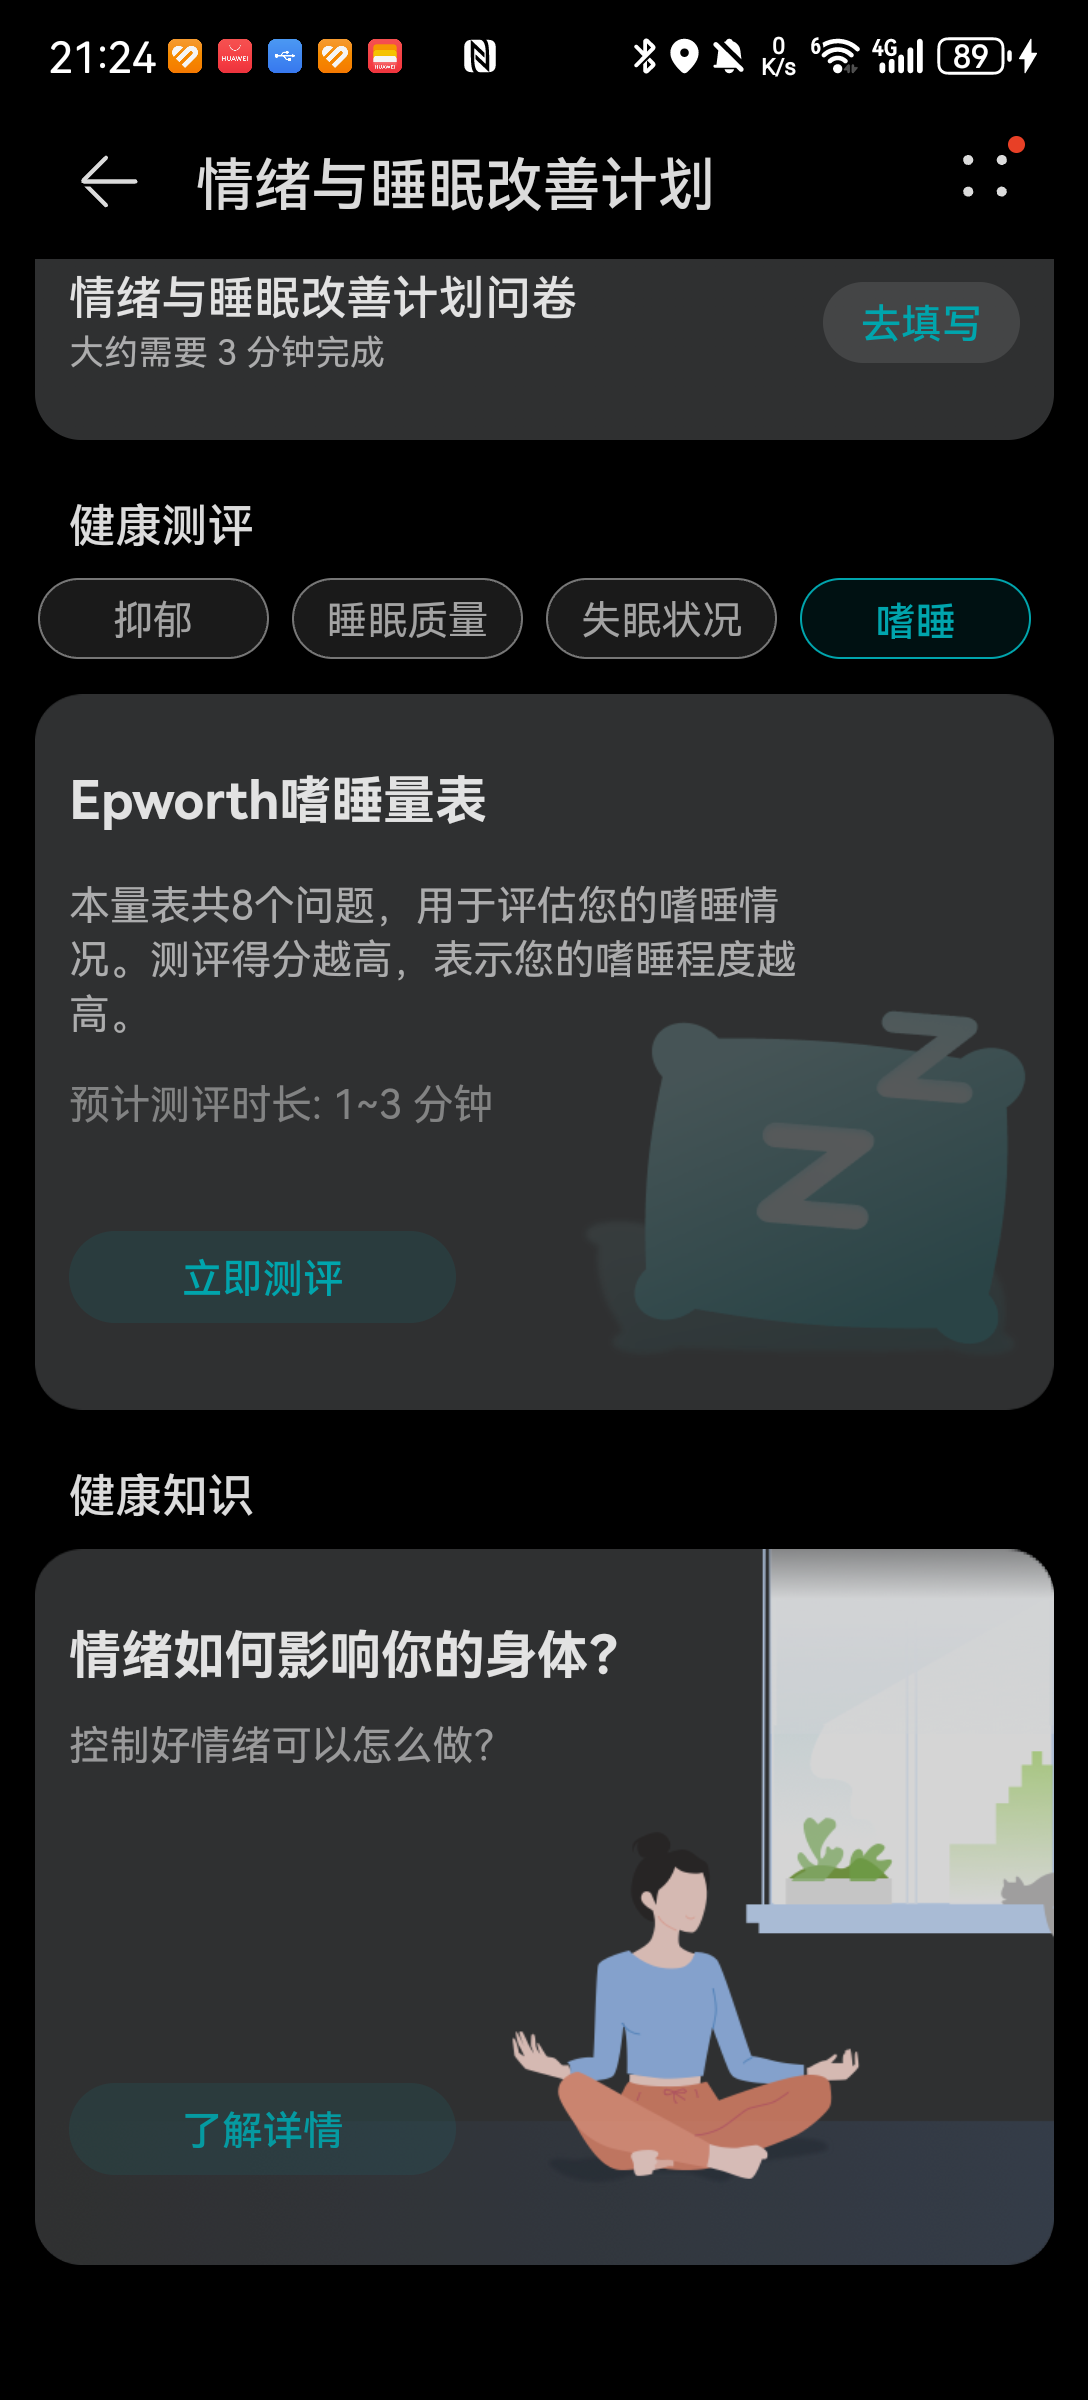 21:24
HUAWEI
HUAWEI
0 K/s
6
4G
89
情绪与睡眠改善计划
情绪与睡眠改善计划问卷
大约需要 3 分钟完成
去填写
健康测评
抑郁 睡眠质量 失眠状况 嗜睡
Epworth嗜睡量表
本量表共8个问题，用于评估您的嗜睡情
况。测评得分越高，表示您的嗜睡程度越
高。
预计测评时长: 1~3 分钟
Z
Z
立即测评
健康知识
情绪如何影响你的身体?
控制好情绪可以怎么做?
了解详情